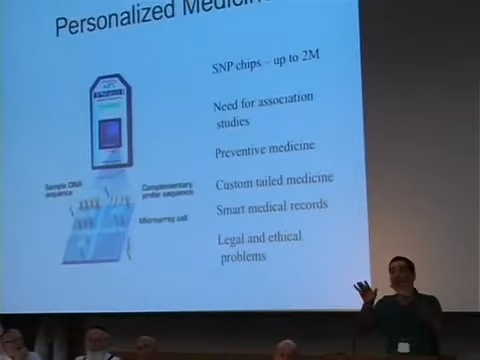 Personalized Medicine
SNP chips – up to 2M
Need for association
studies
Preventive medicine
Custom tailed medicine
Smart medical records
Legal and ethical
problems
Sample DNA
sequence
Complementary
probe sequence
Microarray cell